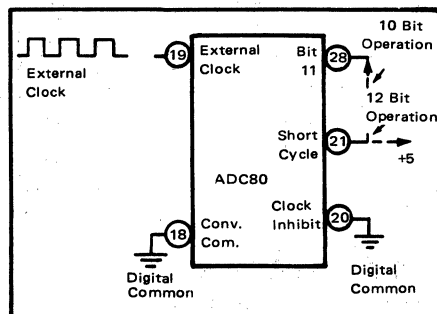 10 Bit
Operation
19
External
Clock
Bit
11
28
External
Clock
12 Bit
Operation
Short
Cycle
21
+5
ADC80
18
Conv.
Com.
Clock
Inhibit
20
Digital
Common
Digital
Common